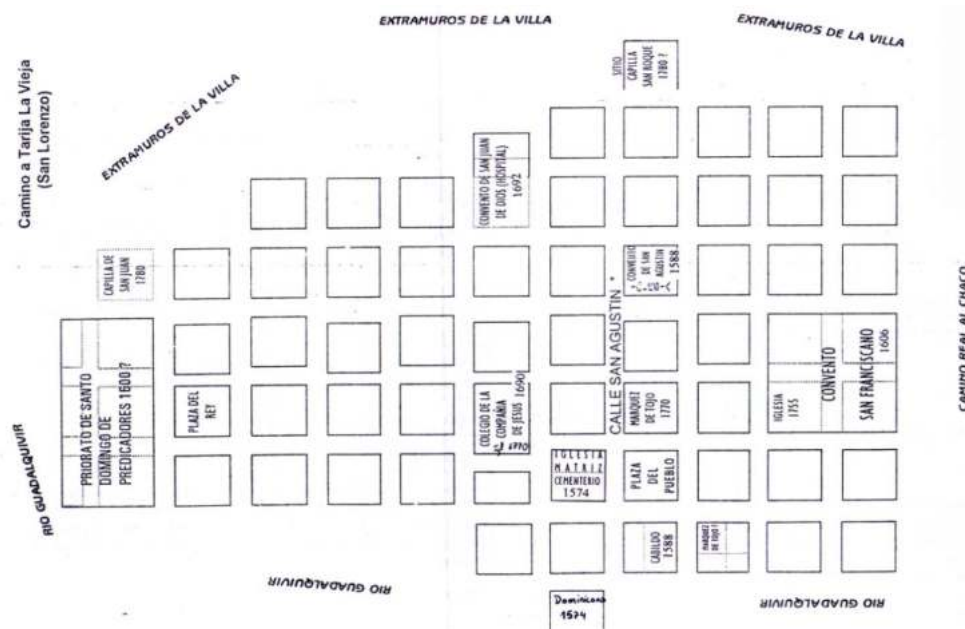 EXTRAMUROS DE LA VILLA
EXTRAMUROS DE LA VILLA
Camino a Tarija La Vieja
(San Lorenzo)
EXTRAMUROS DE LA VILLA
SITIO
CAPILLA
SAN ROQUE
1780 ?
CONVENTO DE SAN JUAN
DE DIOS (HOSPITAL)
1692
CAPILLA DE
SAN JUAN
1780
CONVENTO
DE SAN
AGUSTIN
1588
CALLE SAN AGUSTIN *
PRIORATO DE SANTO
DOMINGO DE
PREDICADORES 1600 ?
PLAZA DEL
REY
COLEGIO DE LA
COMPAÑIA
DE JESUS 1690
MARQUEZ
DE TOJO
1770
IGLESIA
1755
CONVENTO
SAN FRANCISCANO
1606
CAMINO REAL AL CHACO
RIO GUADALQUIVIR
IGLESIA
MATRIZ
CEMENTERIO
1574
PLAZA
DEL
PUEBLO
CABILDO
1588
MARQUEZ
DE TOJO ?
RIO GUADALQUIVIR
Dominicano
1574
RIO GUADALQUIVIR